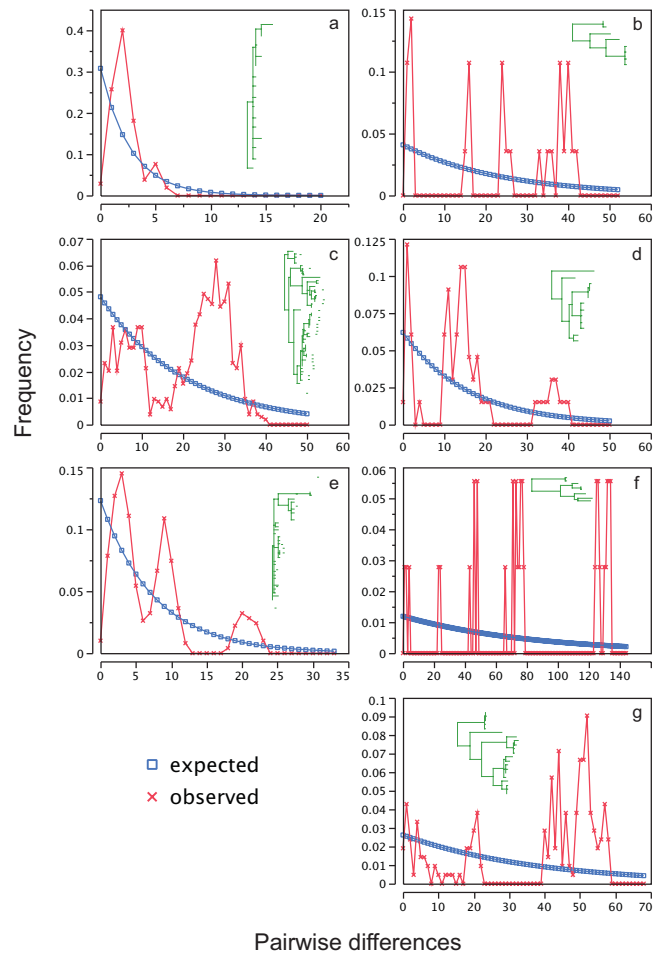 a
0.4
0.3
0.2
0.1
0
0 5 10 15 20
b
0.15
0.1
0.05
0
0 10 20 30 40 50 60
c
0.07
0.06
0.05
0.04
0.03
0.02
0.01
0
0 10 20 30 40 50 60
d
0.125
0.1
0.075
0.05
0.025
0
0 10 20 30 40 50 60
e
0.15
0.1
0.05
0
0 5 10 15 20 25 30 35
f
0.06
0.05
0.04
0.03
0.02
0.01
0
0 20 40 60 80 100 120 140
g
0.1
0.09
0.08
0.07
0.06
0.05
0.04
0.03
0.02
0.01
0
0 10 20 30 40 50 60 70
Frequency
expected
observed
Pairwise differences